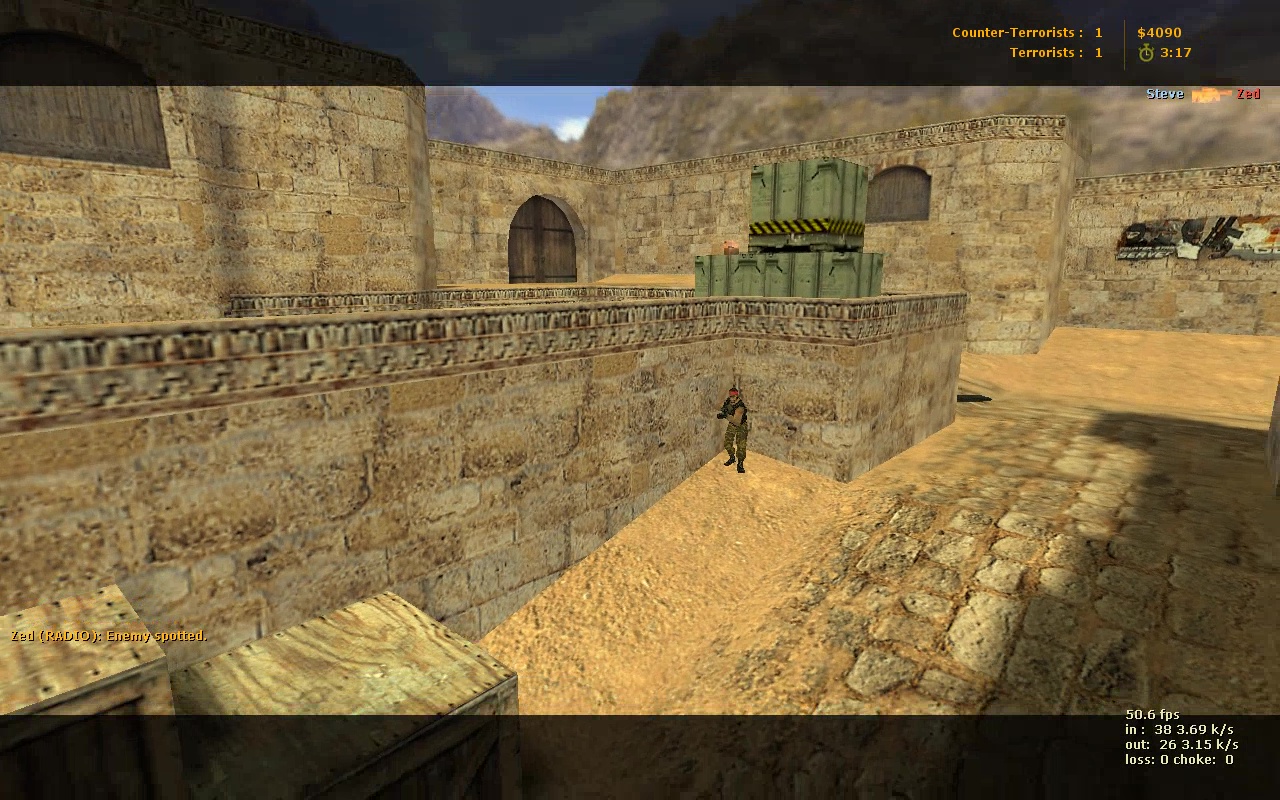 Counter-Terrorists : 1 $4090
Terrorists : 1 3:17
Steve Zed
Zed (RADIO): Enemy spotted.
50.6 fps
in : 38 3.69 k/s
out: 26 3.15 k/s
loss: 0 choke: 0